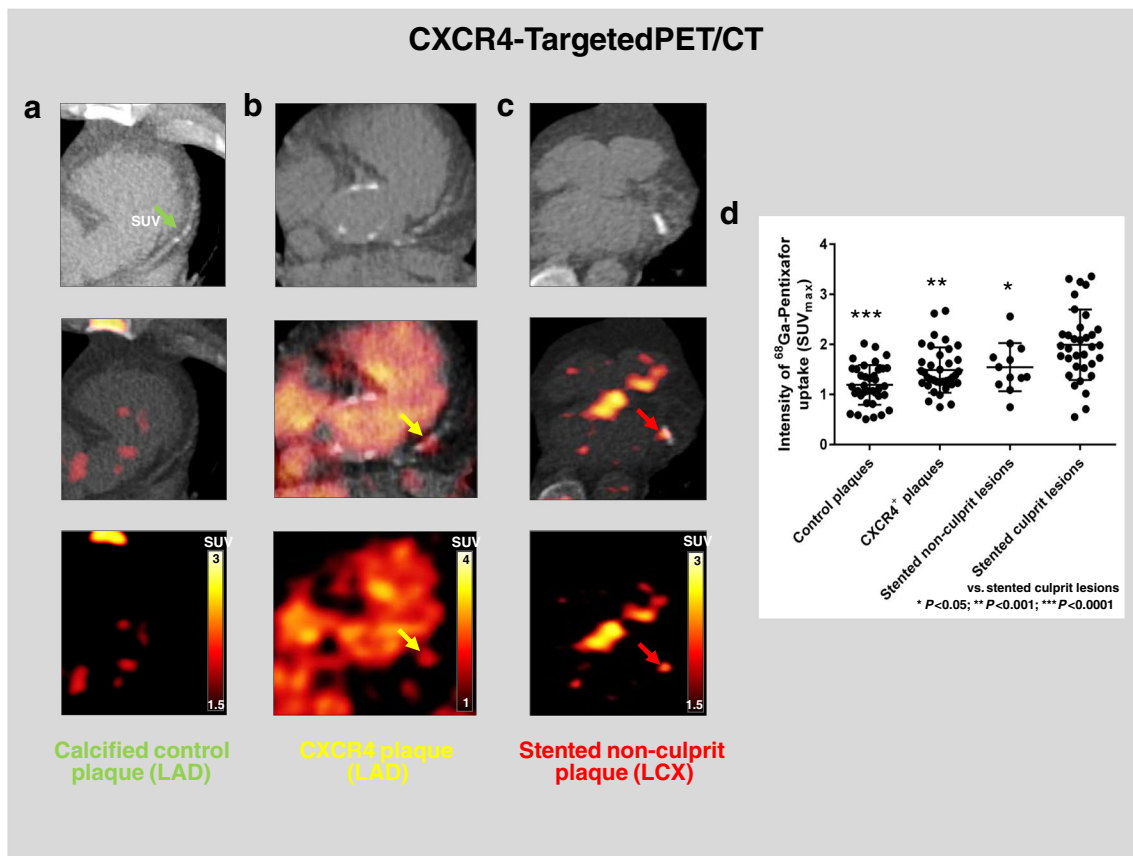 CXCR4-TargetedPET/CT
a
b
c
SUV
SUV
3
1.5
4
1
SUV
3
1.5
Calcified control
plaque (LAD)
CXCR4 plaque
(LAD)
Stented non-culprit
plaque (LCX)
d
Intensity of ⁶⁸Ga-Pentixafor
uptake (SUVmax)
4
3
2
1
0
***
**
*
Control plaques
CXCR4⁺ plaques
Stented non-culprit lesions
Stented culprit lesions
vs. stented culprit lesions
* P<0.05; ** P<0.001; *** P<0.0001